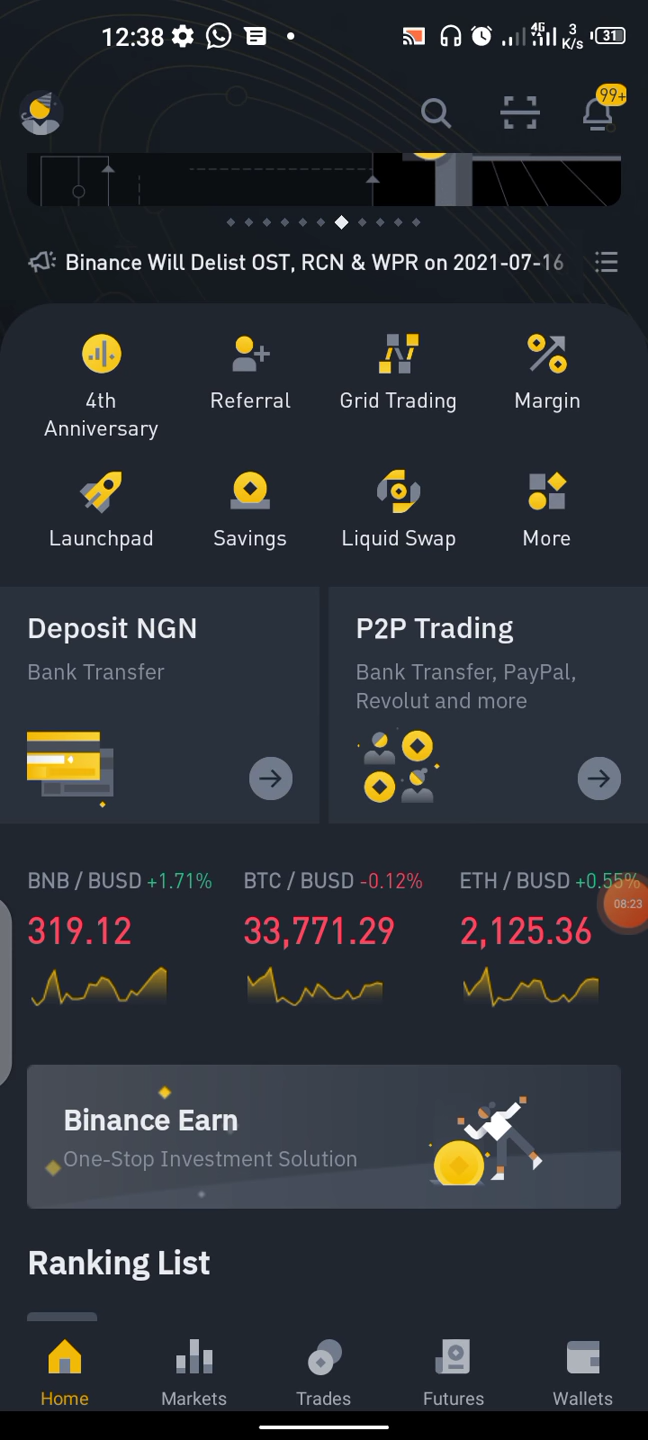 12:38
4G
3
K/s
31
99+
Binance Will Delist OST, RCN & WPR on 2021-07-16
4th
Anniversary
Referral
Grid Trading
Margin
Launchpad
Savings
Liquid Swap
More
Deposit NGN
Bank Transfer
P2P Trading
Bank Transfer, PayPal,
Revolut and more
BNB / BUSD +1.71%
319.12
BTC / BUSD -0.12%
33,771.29
ETH / BUSD +0.55%
2,125.36
08:23
Binance Earn
One-Stop Investment Solution
Ranking List
Home
Markets
Trades
Futures
Wallets